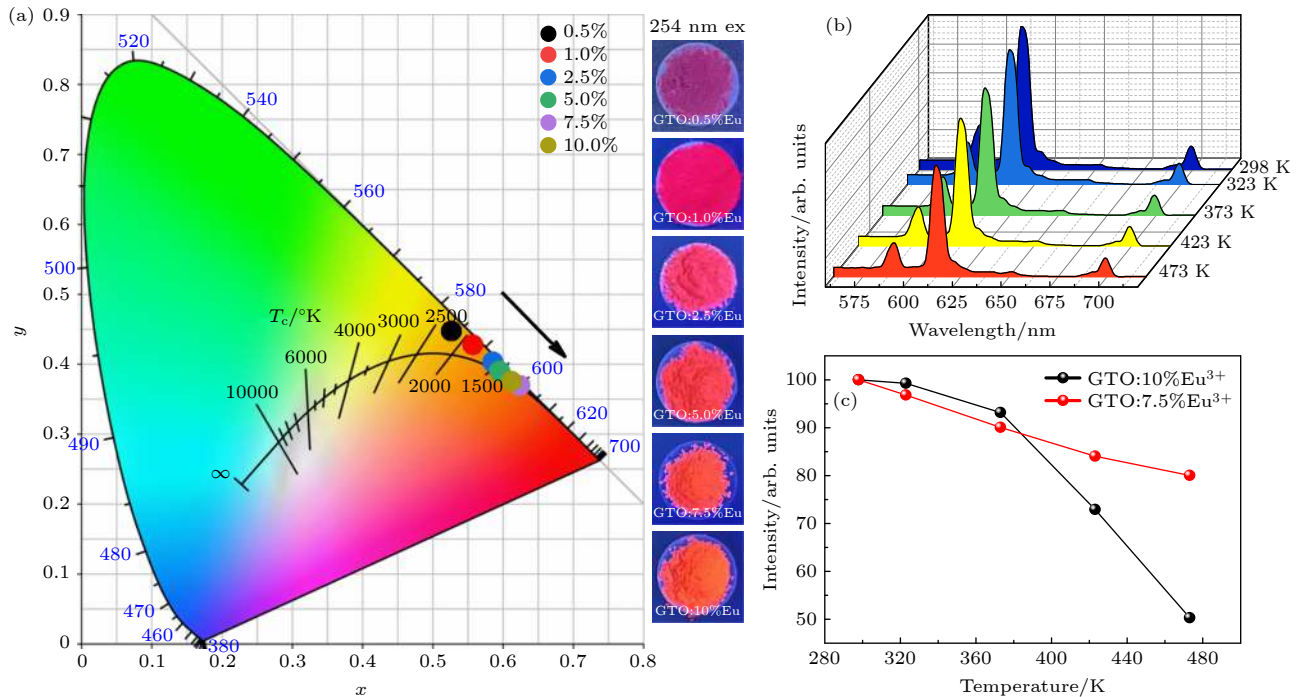 (a)
0.9
0.8
0.7
0.6
0.5
0.5
0.4
0.3
0.2
0.1
0
0
0.1
0.2
0.3
0.3
0.4
0.5
0.6
0.7
0.8
x
y
520
540
560
580
600
620
700
500
490
480
470
460
380
Tc/°K
2500
3000
4000
6000
10000
2000
1500
∞
0.5%
1.0%
2.5%
5.0%
7.5%
10.0%
254 nm ex
GTO:0.5%Eu
GTO:1.0%Eu
GTO:2.5%Eu
GTO:5.0%Eu
GTO:7.5%Eu
GTO:10%Eu
(b)
Intensity/arb. units
298 K
323 K
373 K
423 K
473 K
575
600
625
650
675
700
Wavelength/nm
(c)
GTO:10%Eu³⁺
GTO:7.5%Eu³⁺
Intensity/arb. units
100
90
80
70
60
50
280
320
360
400
440
480
Temperature/K